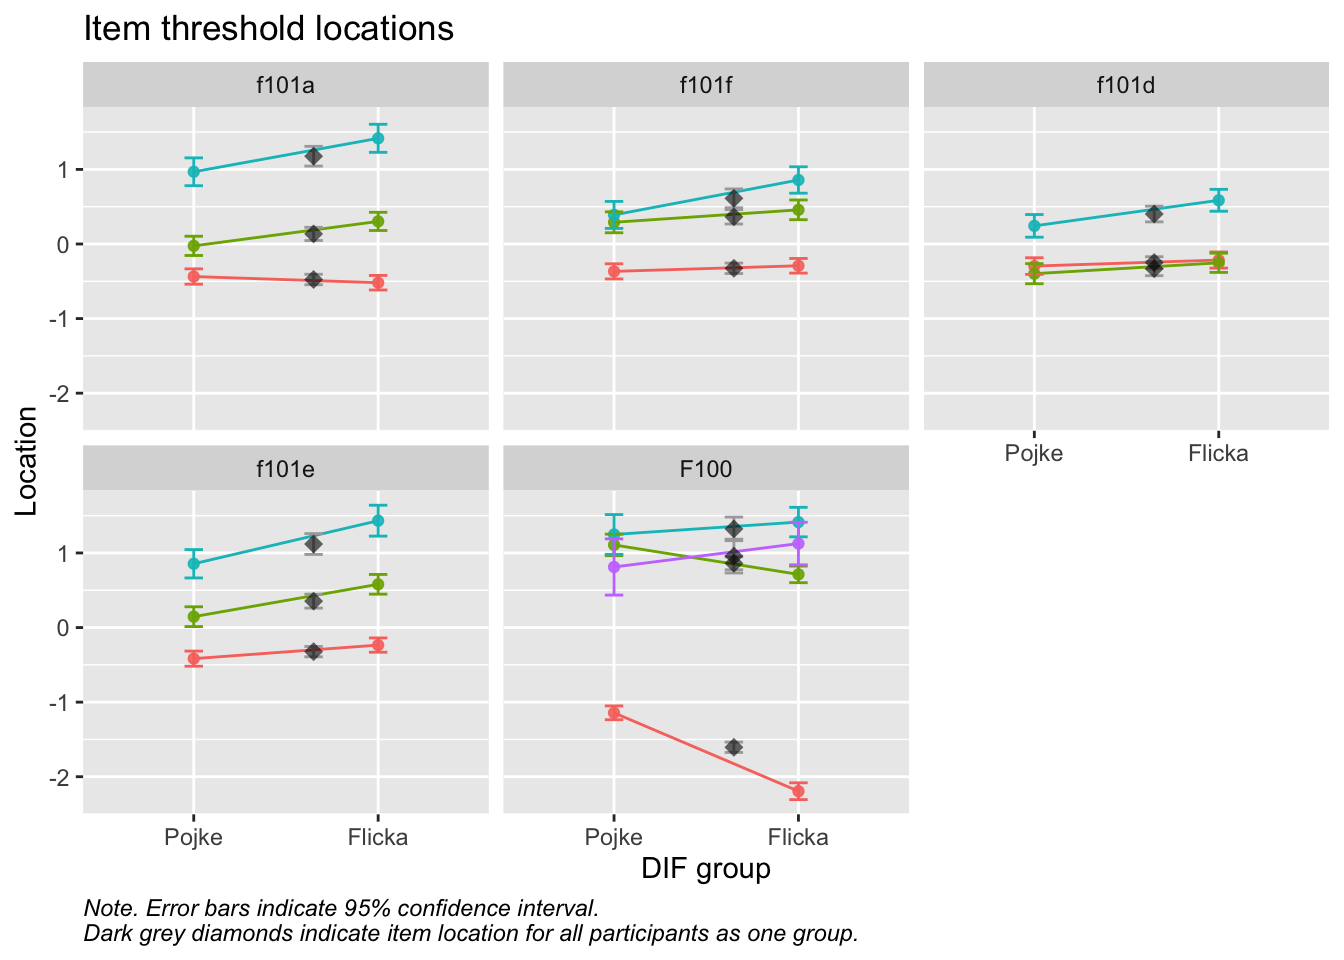 Item threshold locations
f101a
f101f
f101d
1
0
-1
-2
Pojke
Flicka
Location
f101e
F100
1
0
-1
-2
Pojke
Flicka
Pojke
Flicka
DIF group
Note. Error bars indicate 95% confidence interval.
Dark grey diamonds indicate item location for all participants as one group.